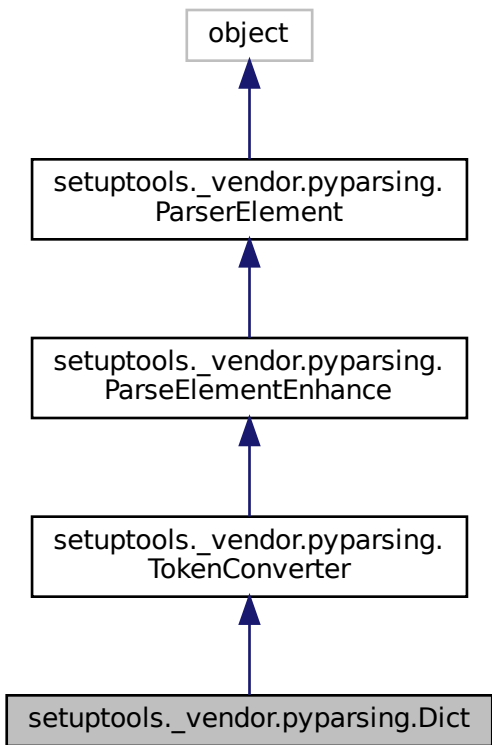 object
setuptools._vendor.pyparsing.
ParserElement
setuptools._vendor.pyparsing.
ParseElementEnhance
setuptools._vendor.pyparsing.
TokenConverter
setuptools._vendor.pyparsing.Dict